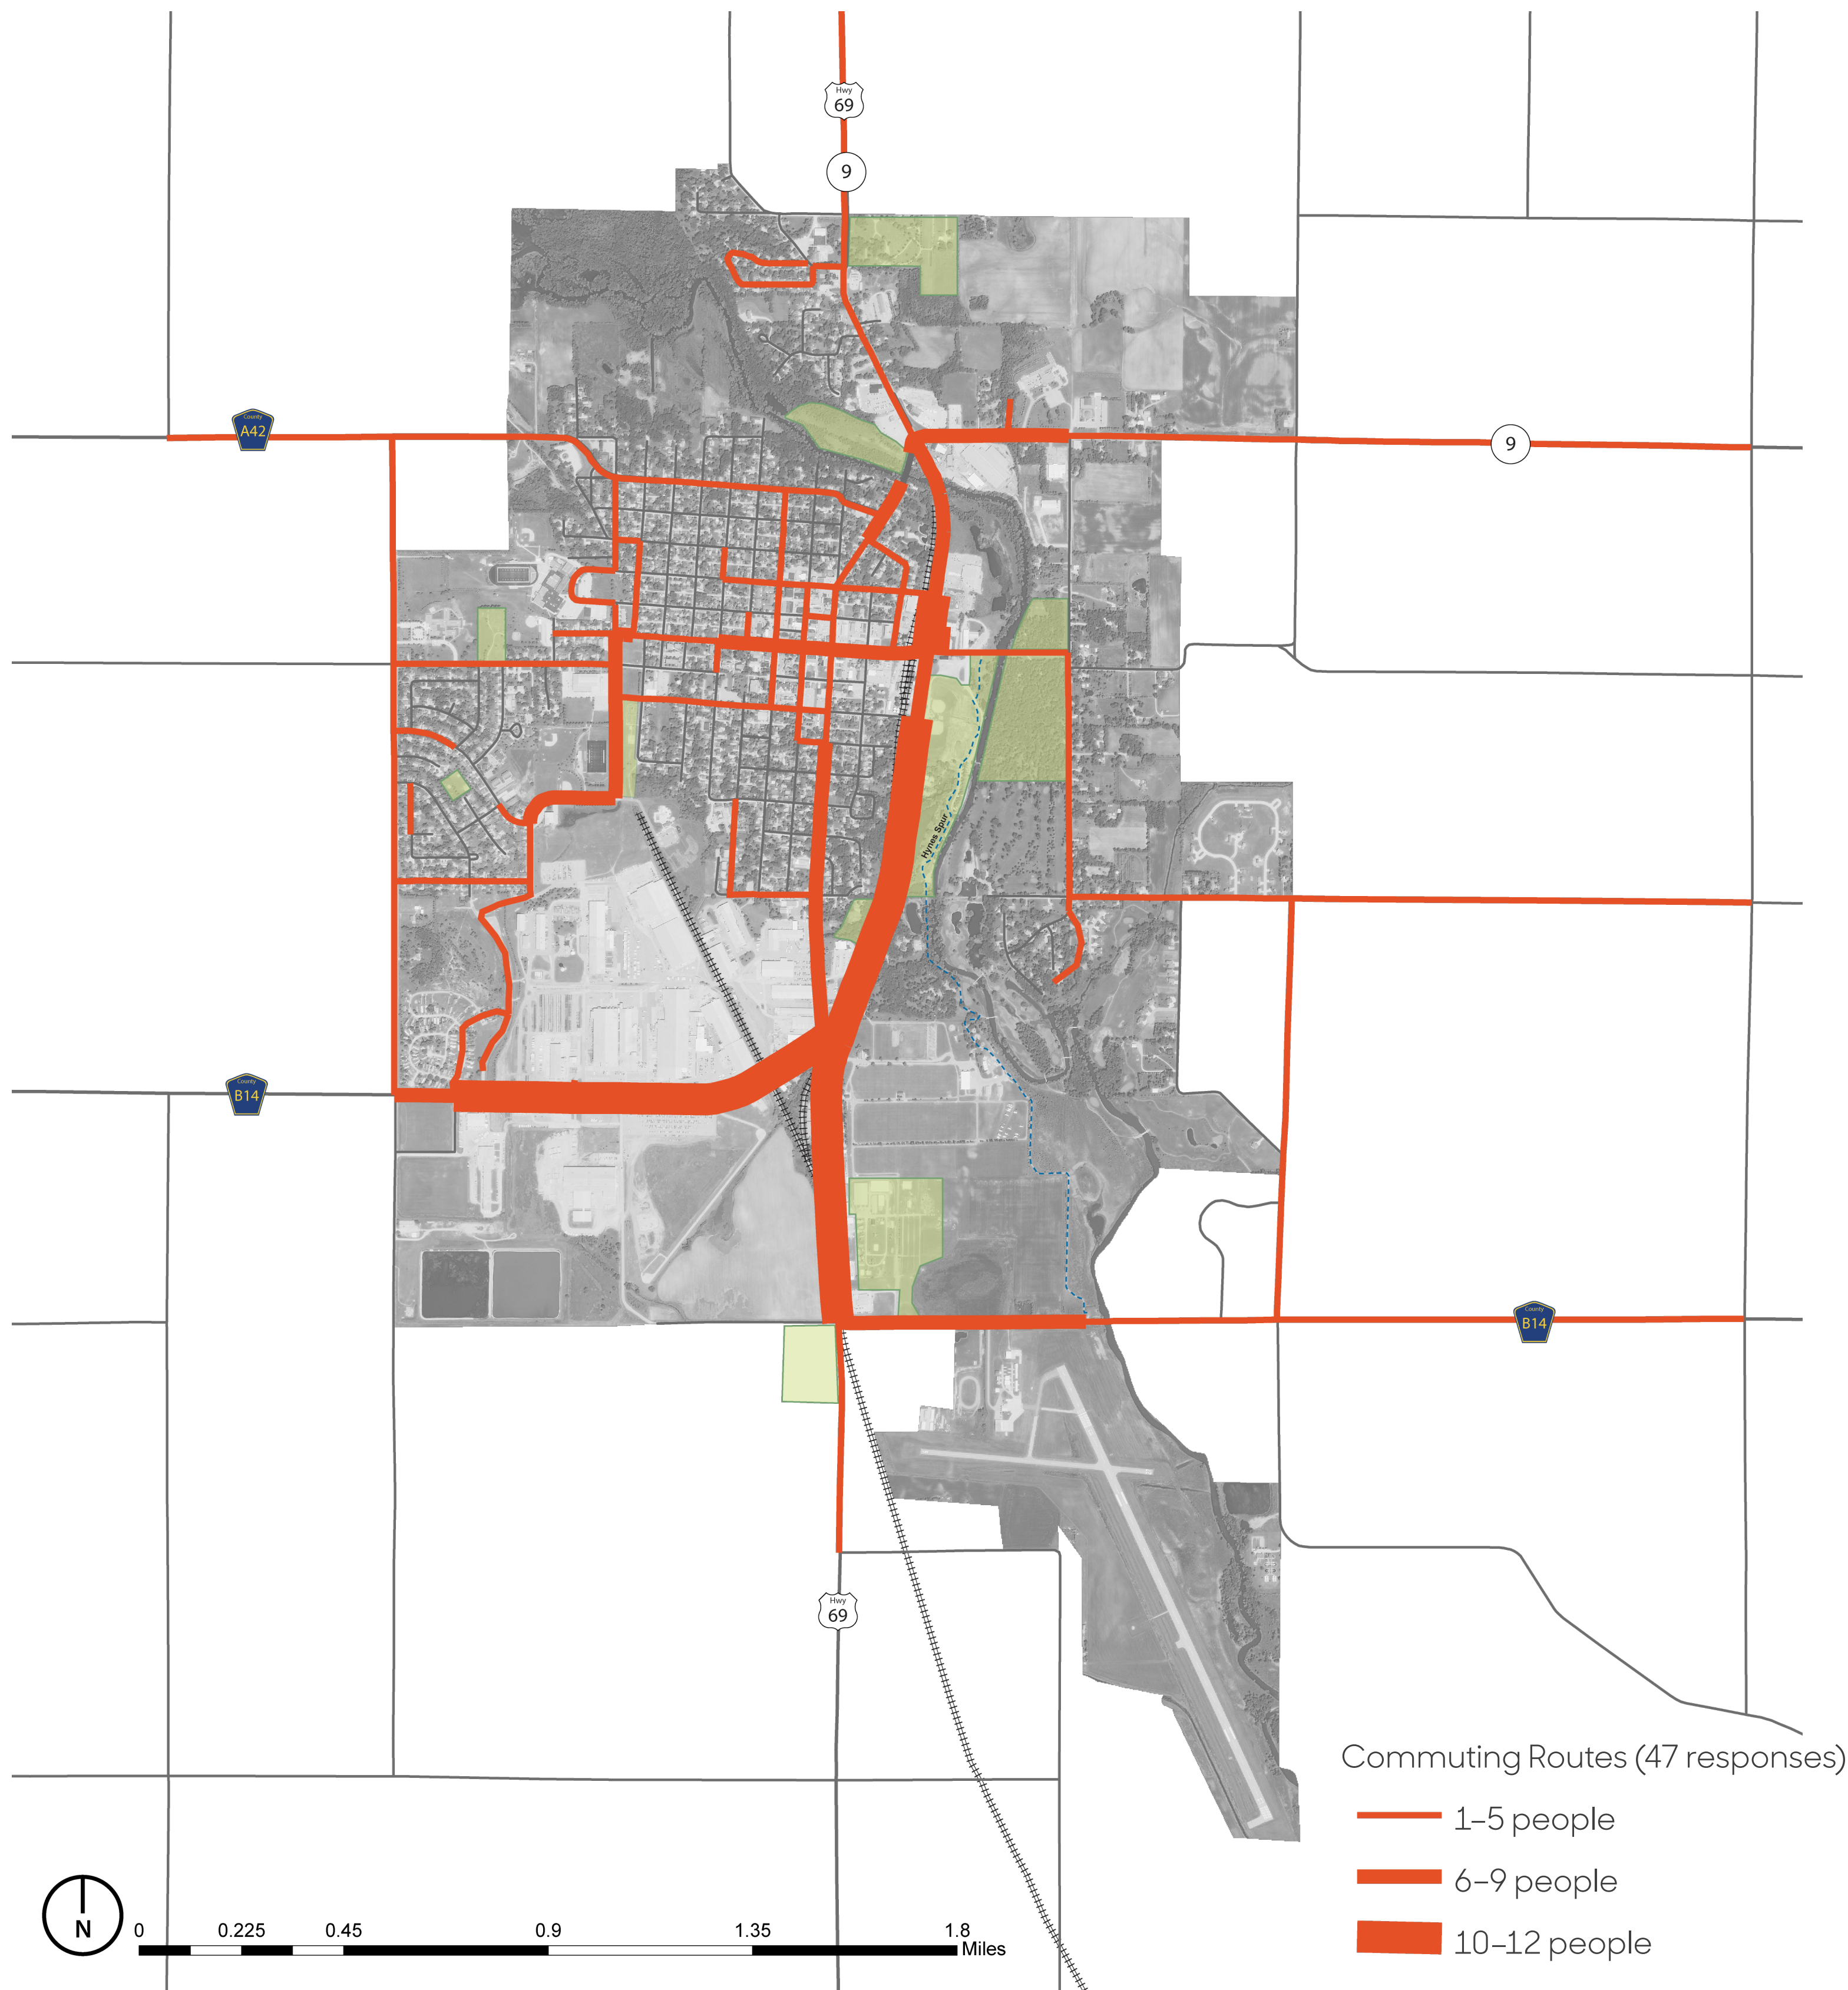 Hwy
69
9
County
A42
9
Hynes Spur
County
B14
County
B14
Hwy
69
Commuting Routes (47 responses)
1–5 people
6–9 people
10–12 people
N
0 0.225 0.45 0.9 1.35 1.8
Miles